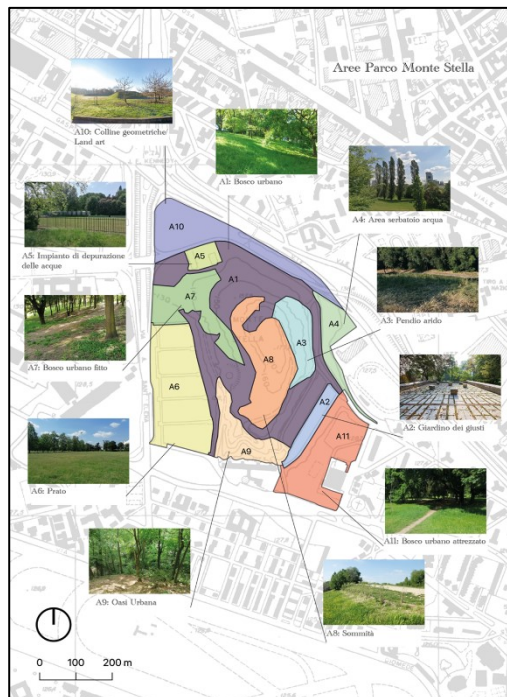 Aree Parco Monte Stella
A10: Colline geometriche
Land art
A1: Bosco urbano
A4: Area serbatoio acqua
A5: Impianto di depurazione
delle acque
A3: Pendio arido
A7: Bosco urbano fitto
A2: Giardino dei giusti
A6: Prato
A11: Bosco urbano attrezzato
A9: Oasi Urbana
A8: Sommità
A10
A5
A1
A7
A4
A3
A8
A6
A2
A11
A9
0 100 200 m